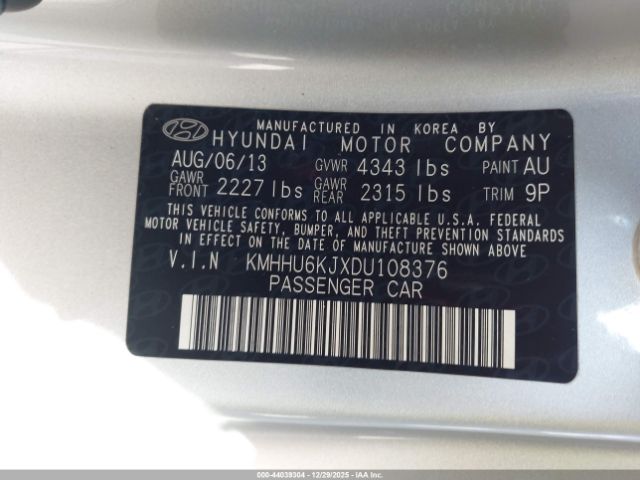 MANUFACTURED IN KOREA BY
HYUNDAI MOTOR COMPANY
AUG/06/13 GVWR 4343 lbs PAINT AU
GAWR FRONT 2227 lbs GAWR REAR 2315 lbs TRIM 9P
THIS VEHICLE CONFORMS TO ALL APPLICABLE U.S.A. FEDERAL
MOTOR VEHICLE SAFETY, BUMPER, AND THEFT PREVENTION STANDARDS
IN EFFECT ON THE DATE OF MANUFACTURE SHOWN ABOVE
V.I.N KMHHU6KJXDU108376
PASSENGER CAR
000-44039304 - 12/29/2025 - IAAI.COM